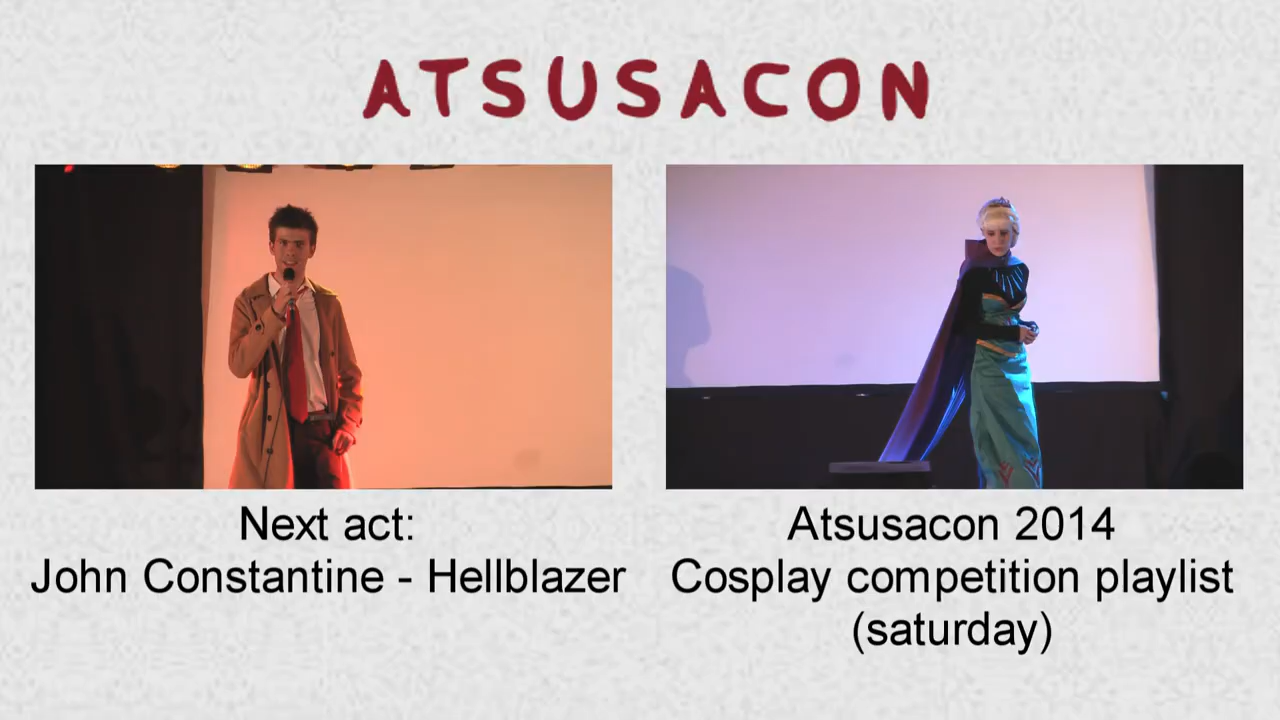 ATSUSACON
Next act:
John Constantine - Hellblazer
Atsusacon 2014
Cosplay competition playlist
(saturday)